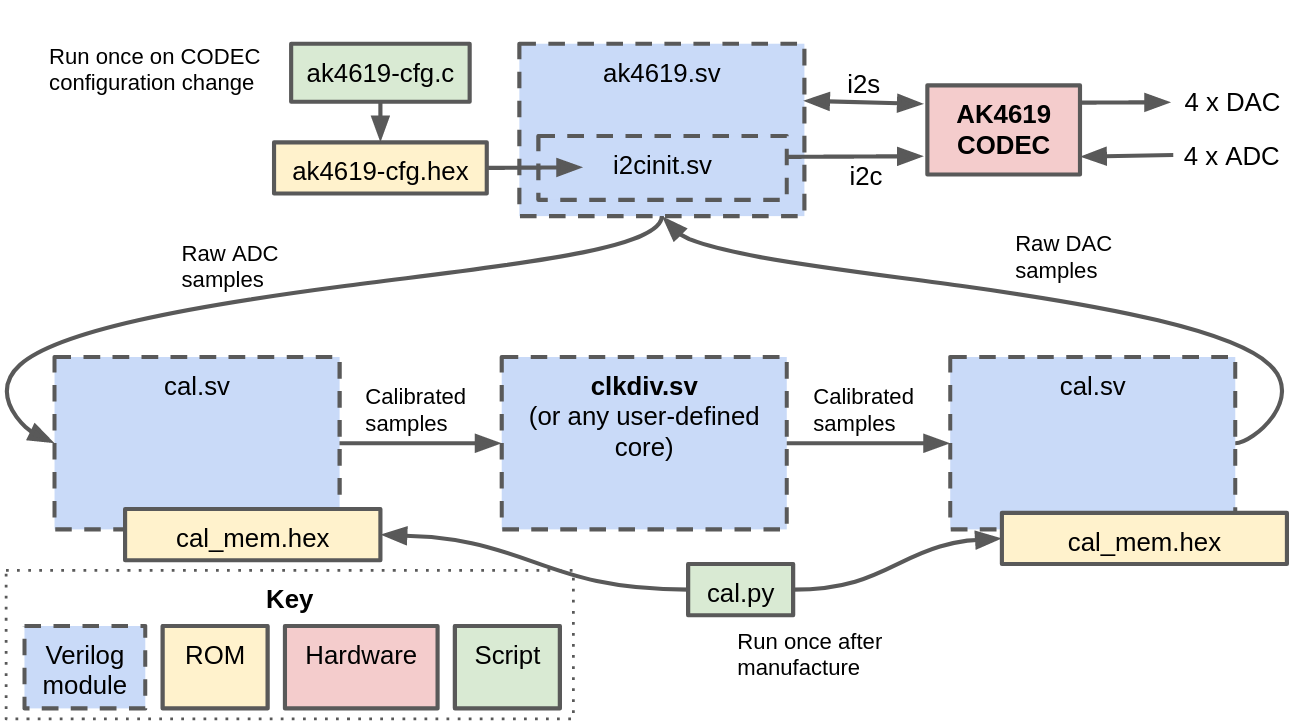 Run once on CODEC
configuration change
ak4619-cfg.c
ak4619-cfg.hex
ak4619.sv
i2cinit.sv
i2s
i2c
AK4619
CODEC
4 x DAC
4 x ADC
Raw ADC
samples
Raw DAC
samples
cal.sv
Calibrated
samples
clkdiv.sv
(or any user-defined
core)
Calibrated
samples
cal.sv
cal_mem.hex
cal_mem.hex
cal.py
Run once after
manufacture
Key
Verilog
module
ROM
Hardware
Script